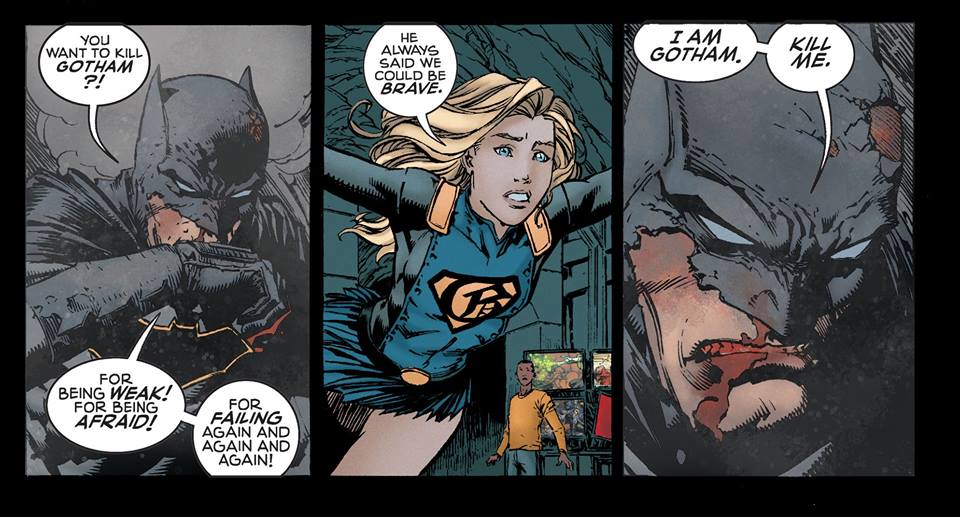 YOU
WANT TO KILL
GOTHAM
?!
FOR
BEING WEAK!
FOR BEING
AFRAID!
FOR
FAILING
AGAIN AND
AGAIN AND
AGAIN!
HE
ALWAYS
SAID WE
COULD BE
BRAVE.
I AM
GOTHAM.
KILL
ME.